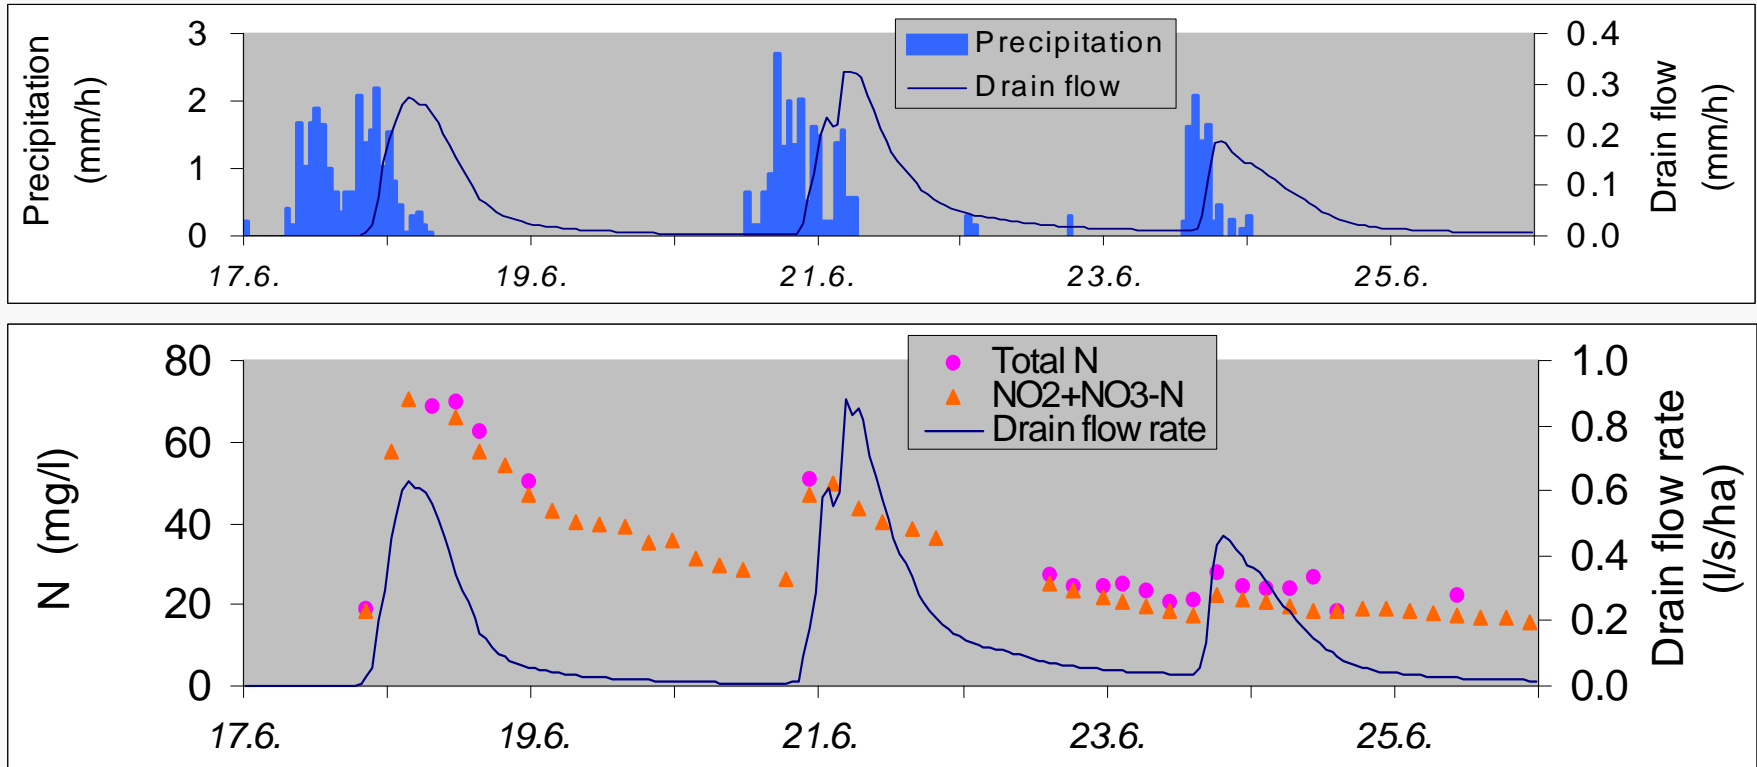 Precipitation
(mm/h)
3
2
1
0
Precipitation
Drain flow
0.4
0.3
0.2
0.1
0.0
Drain flow
(mm/h)
17.6.
19.6.
21.6.
23.6.
25.6.
N (mg/l)
80
60
40
20
0
Total N
NO2+NO3-N
Drain flow rate
1.0
0.8
0.6
0.4
0.2
0.0
Drain flow rate
(l/s/ha)
17.6.
19.6.
21.6.
23.6.
25.6.